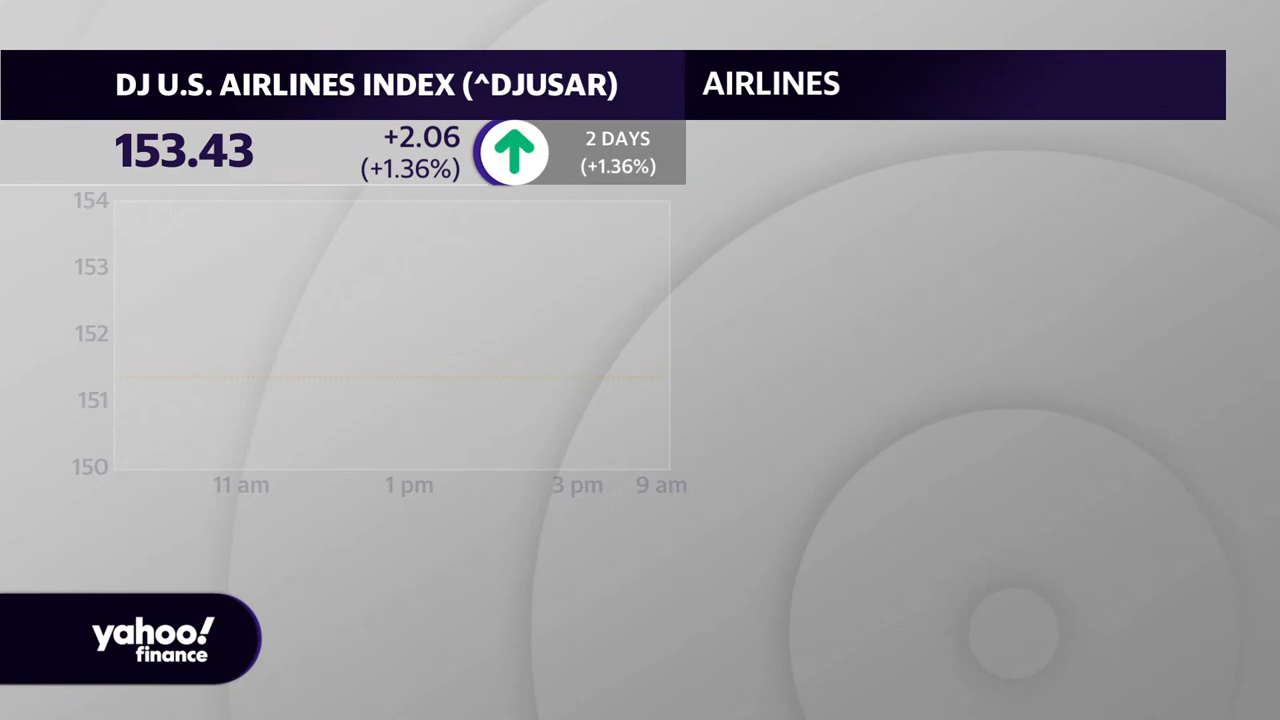 DJ U.S. AIRLINES INDEX (^DJUSAR)
AIRLINES
153.43
+2.06
(+1.36%)
2 DAYS
(+1.36%)
154
153
152
151
150
11 am 1 pm 3 pm 9 am
yahoo!
finance